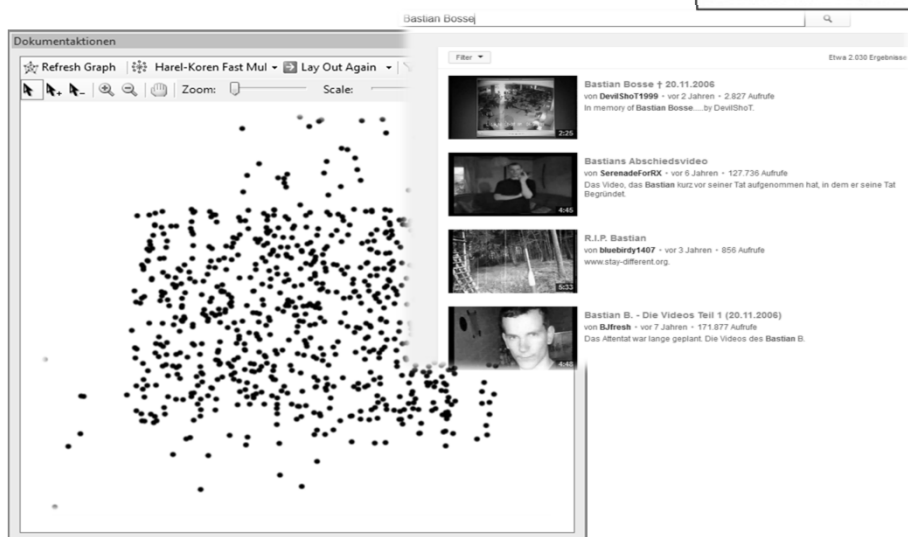 Bastian Bosse
Dokumentaktionen
Refresh Graph
Harel-Koren Fast Mul
Lay Out Again
Zoom:
Scale:
Filter
Etwa 2.030 Ergebnisse
Bastian Bosse † 20.11.2006
von DevilShoT1999 • vor 2 Jahren • 2.827 Aufrufe
In memory of Bastian Bosse.....by DevilShoT.
2:25
Bastians Abschiedsvideo
von SerenadeForRX • vor 6 Jahren • 127.736 Aufrufe
Das Video, das Bastian kurz vor seiner Tat aufgenommen hat, in dem er seine Tat
Begründet.
4:45
R.I.P. Bastian
von bluebirdy1407 • vor 3 Jahren • 856 Aufrufe
www.stay-different.org.
Bastian B. - Die Videos Teil 1 (20.11.2006)
von BJfresh • vor 7 Jahren • 171.877 Aufrufe
Das Attentat war lange geplant. Die Videos des Bastian B.